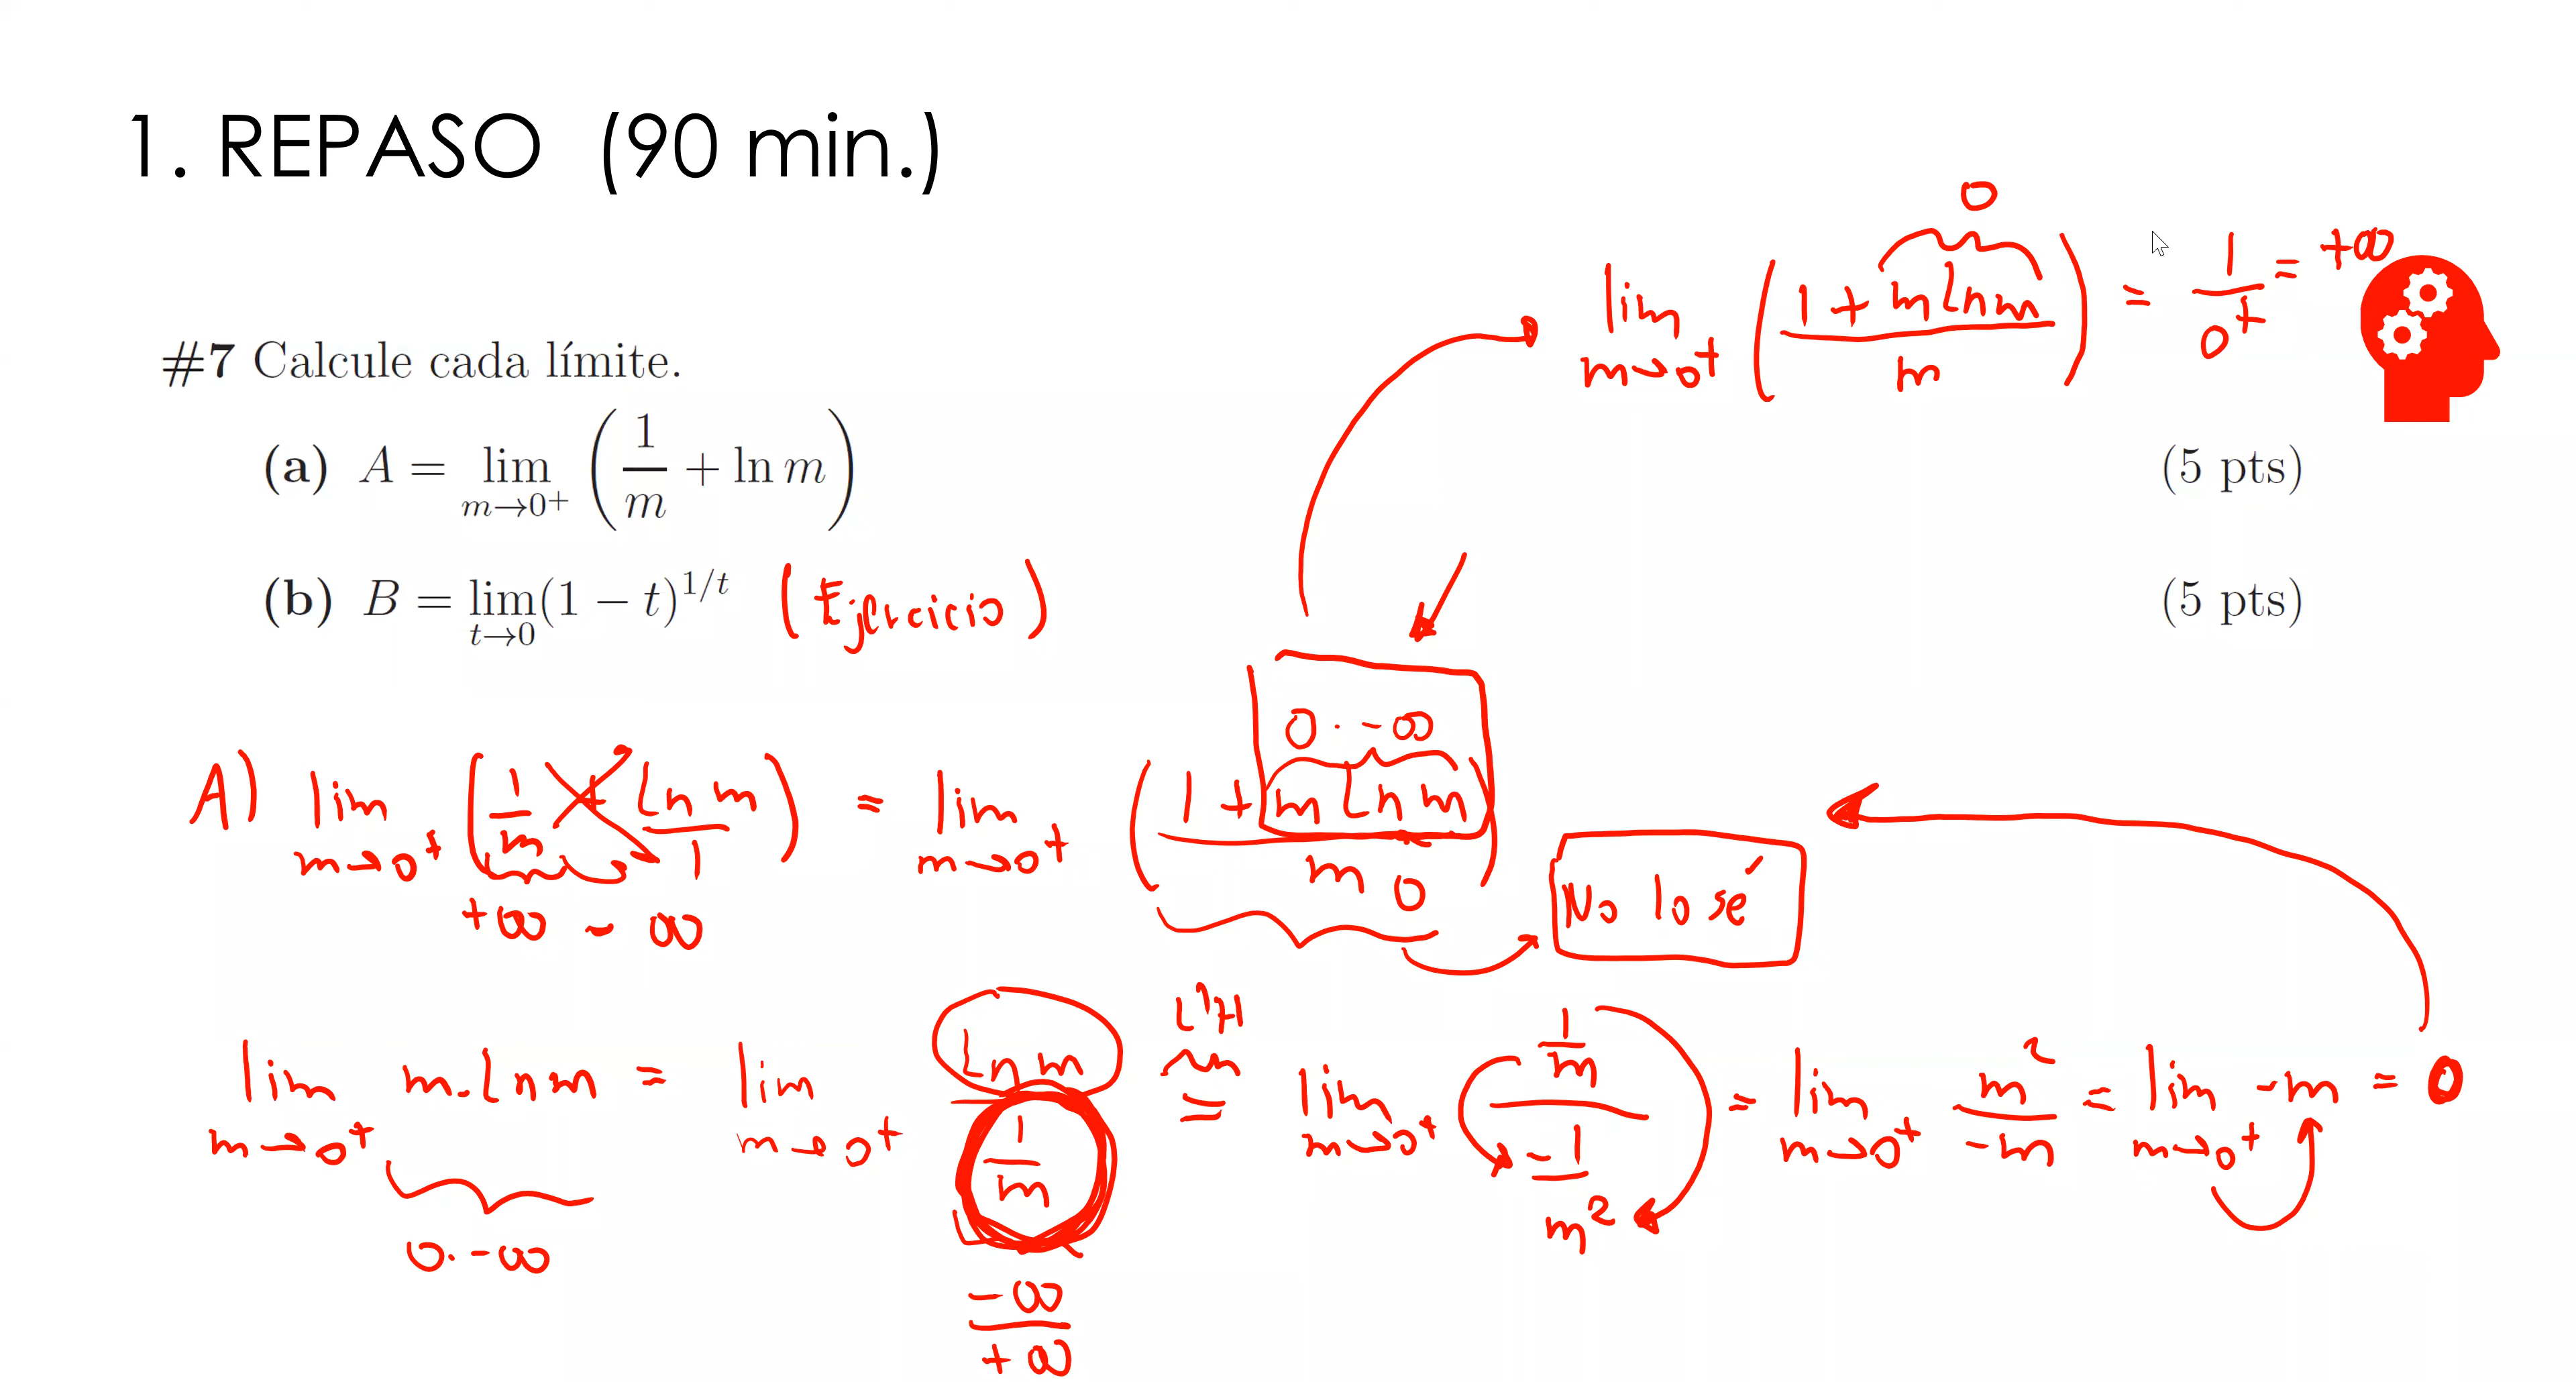 1. REPASO (90 min.)
#7 Calcule cada límite.
(a) A = lim m→0⁺ (1/m + ln m) (5 pts)
(b) B = lim t→0 (1 − t)^{1/t} (Ejercicio) (5 pts)
lim m→0⁺ ((1 + m Ln m)/m) = 1/0⁺ = +∞
0
A) lim m→0⁺ (1/m + Ln m/1) = lim m→0⁺ ((1 + m Ln m)/m)
0 · -∞
0
+∞ - ∞
No lo sé
lim m→0⁺ m·Ln m = lim m→0⁺ Ln m/(1/m) L'H = lim m→0⁺ (1/m)/(-1/m²) = lim m→0⁺ m²/-m = lim m→0⁺ -m = 0
0·-∞
-∞/+∞